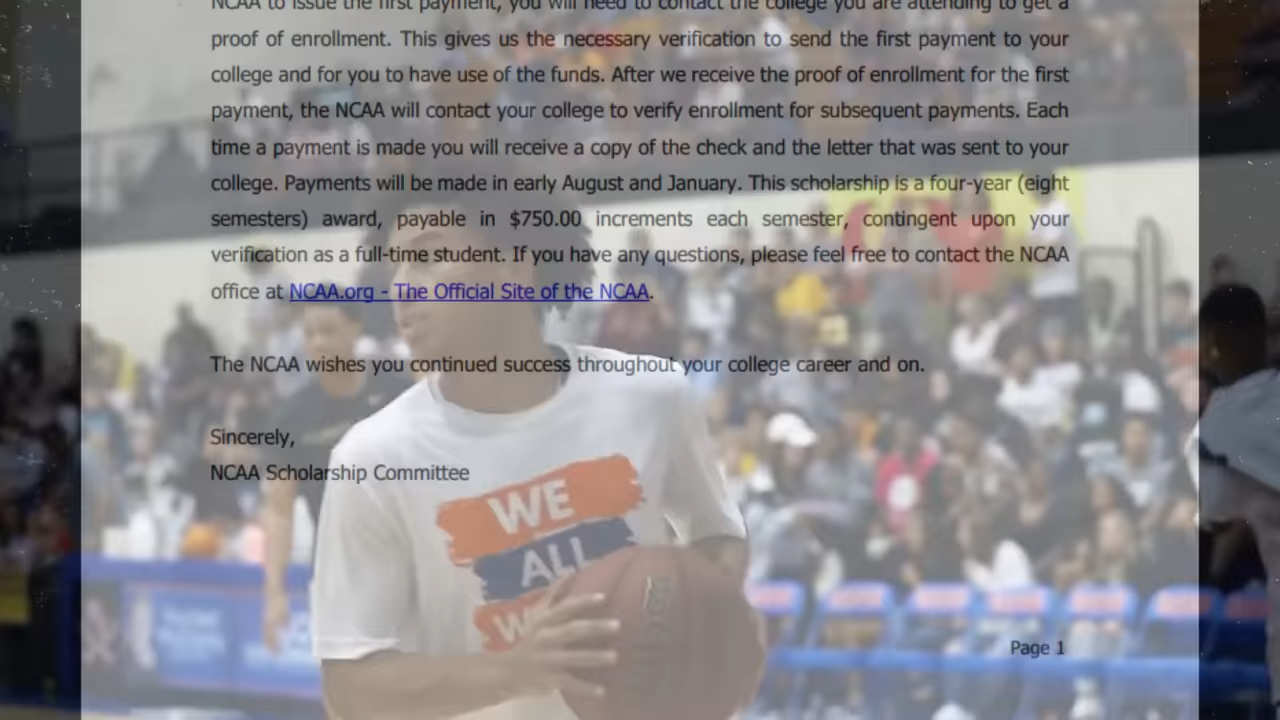 NCAA to issue the first payment, you will need to contact the college you are attending to get a
proof of enrollment. This gives us the necessary verification to send the first payment to your
college and for you to have use of the funds. After we receive the proof of enrollment for the first
payment, the NCAA will contact your college to verify enrollment for subsequent payments. Each
time a payment is made you will receive a copy of the check and the letter that was sent to your
college. Payments will be made in early August and January. This scholarship is a four-year (eight
semesters) award, payable in $750.00 increments each semester, contingent upon your
verification as a full-time student. If you have any questions, please feel free to contact the NCAA
office at NCAA.org - The Official Site of the NCAA.
The NCAA wishes you continued success throughout your college career and on.
Sincerely,
NCAA Scholarship Committee
WE
ALL
Page 1